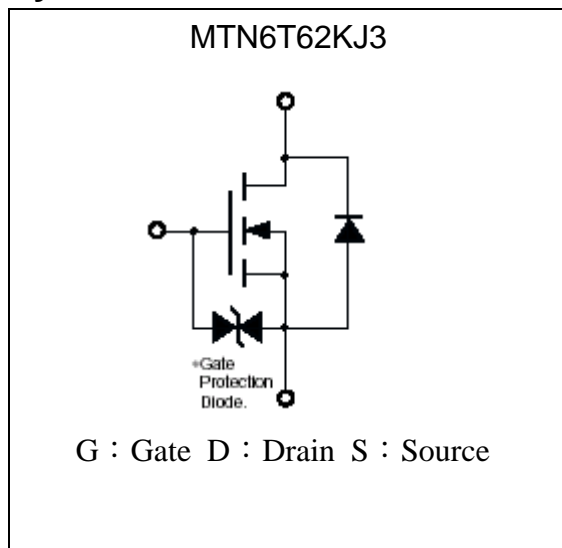 MTN6T62KJ3
*Gate
Protection
Diode.
G：Gate D：Drain S：Source